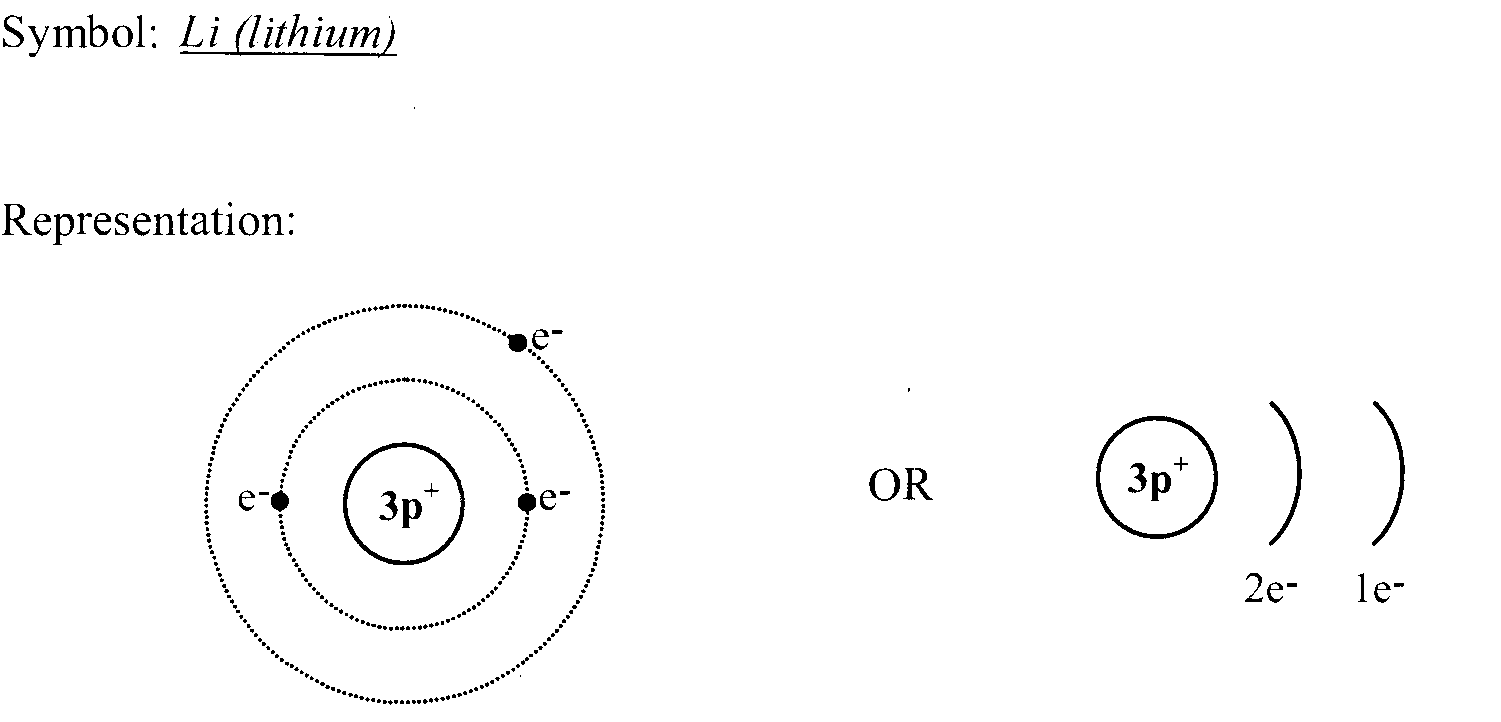 Symbol: Li (lithium)
Representation:
e-
e-
3p+
e-
OR
3p+
2e-
1e-